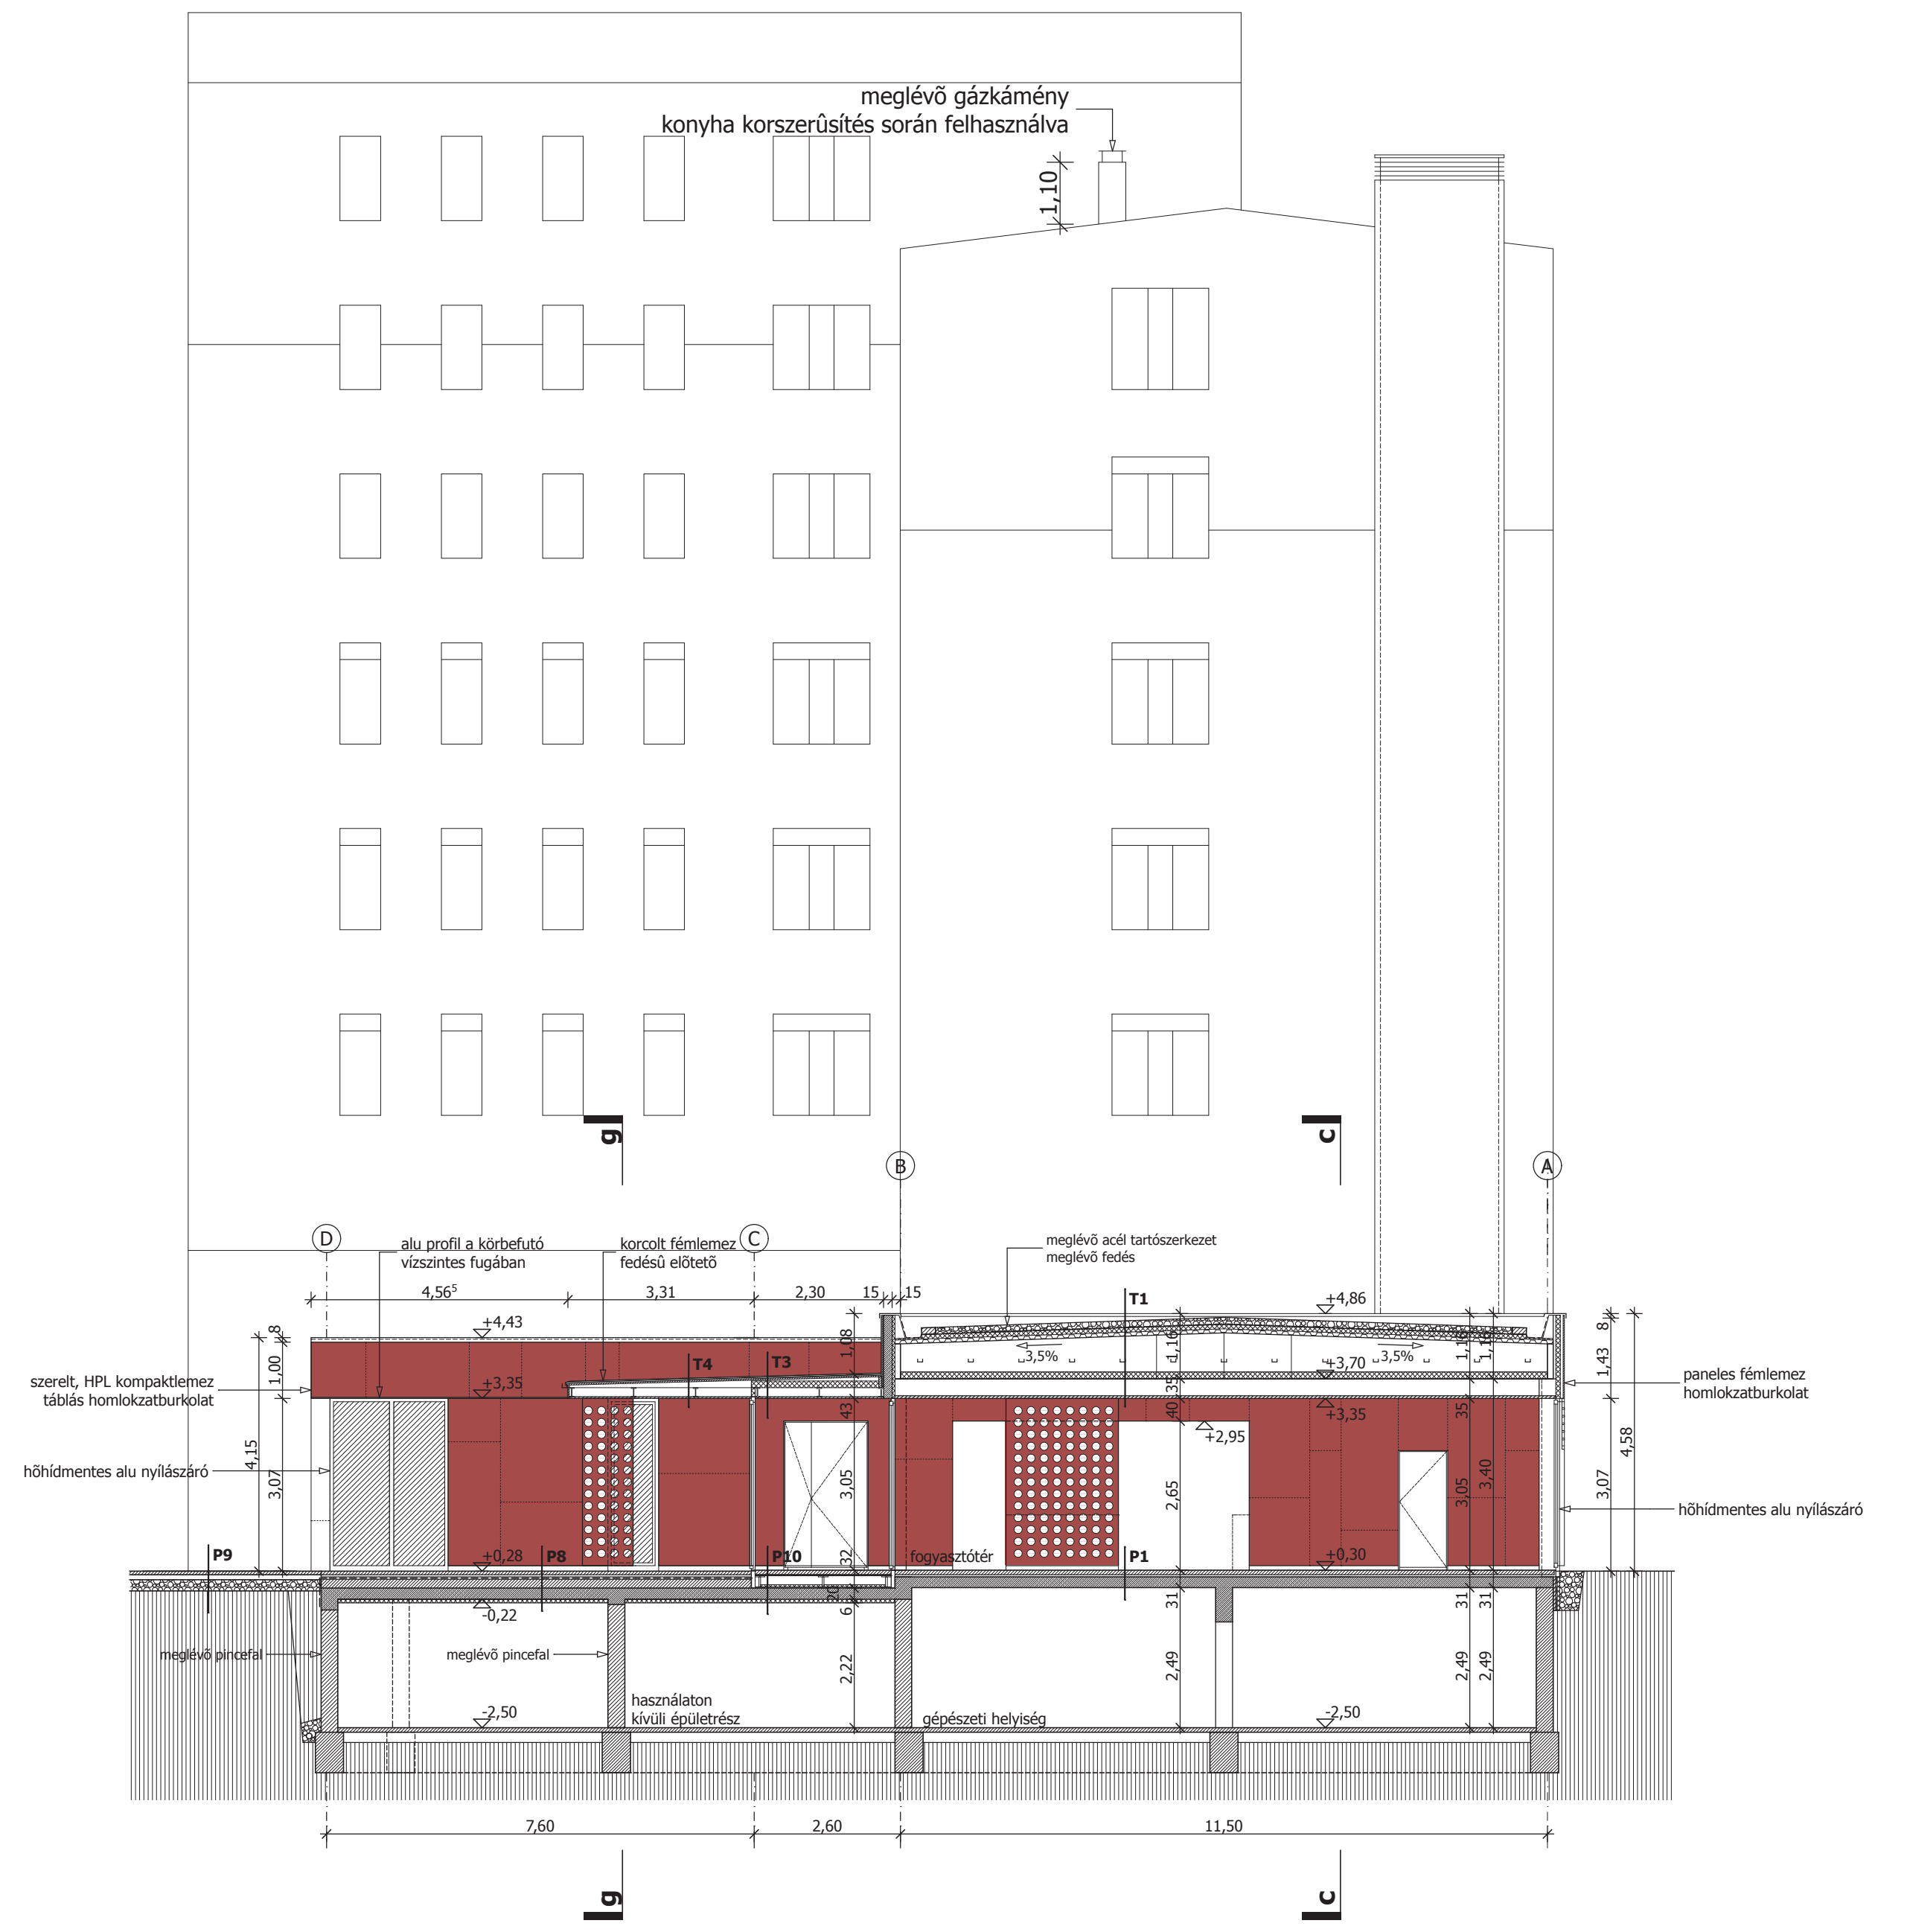 meglévõ gázkámény
konyha korszerûsítés során felhasználva
1,10
g
c
B
A
D
C
alu profil a körbefutó
vízszintes fugában
korcolt fémlemez
fedésû elõtetõ
meglévõ acél tartószerkezet
meglévõ fedés
4,56⁵
3,31
2,30
15
15
T1
+4,86
+4,43
8
1,00
1,08
1,16
1,16
1,16
8
1,43
3,5%
3,5%
T4
T3
+3,70
szerelt, HPL kompaktlemez
táblás homlokzatburkolat
+3,35
paneles fémlemez
homlokzatburkolat
43
35
40
+3,35
35
+2,95
4,15
3,07
4,58
3,07
hõhídmentes alu nyílászáró
3,05
2,65
3,05
3,40
hõhídmentes alu nyílászáró
P9
+0,28
P8
P10
32
fogyasztótér
P1
+0,30
-0,22
20
6
31
31
31
meglévõ pincefal
meglévõ pincefal
2,22
2,49
2,49
2,49
használaton
kívüli épületrész
-2,50
gépészeti helyiség
-2,50
7,60
2,60
11,50
g
c